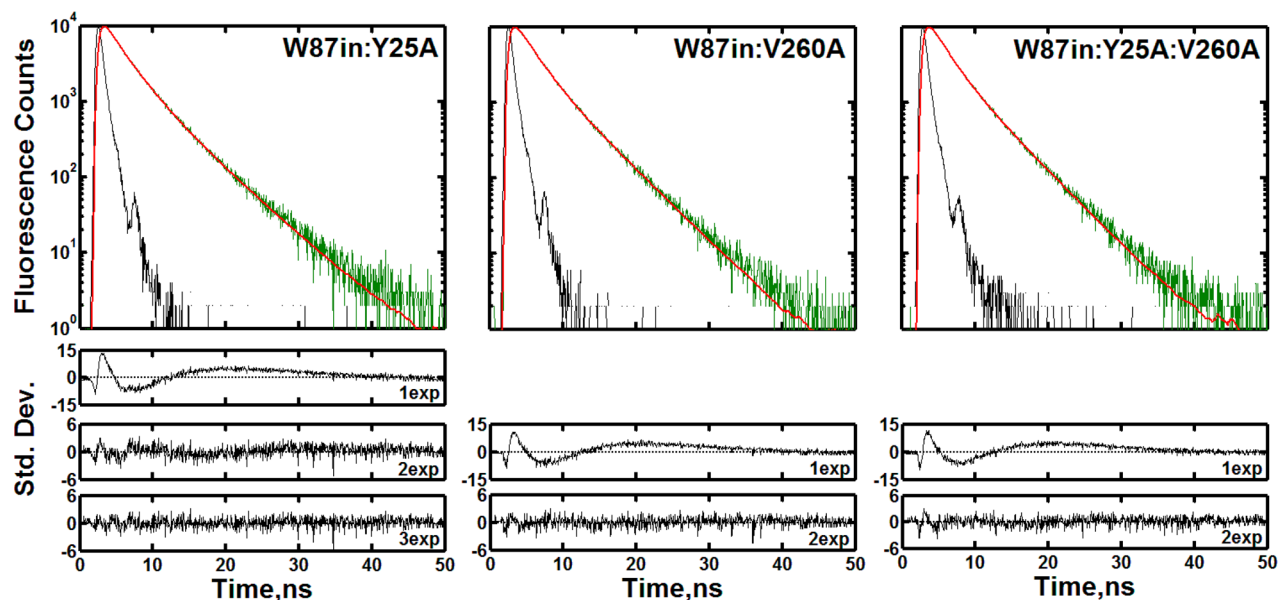 Fluorescence Counts
10⁴
10³
10²
10¹
10⁰
W87in:Y25A
W87in:V260A
W87in:Y25A:V260A
Std. Dev.
15
0
-15
1exp
6
0
-6
2exp
6
0
-6
3exp
0 10 20 30 40 50
Time,ns
15
0
-15
1exp
6
0
-6
2exp
0 10 20 30 40 50
Time,ns
15
0
-15
1exp
6
0
-6
2exp
0 10 20 30 40 50
Time,ns